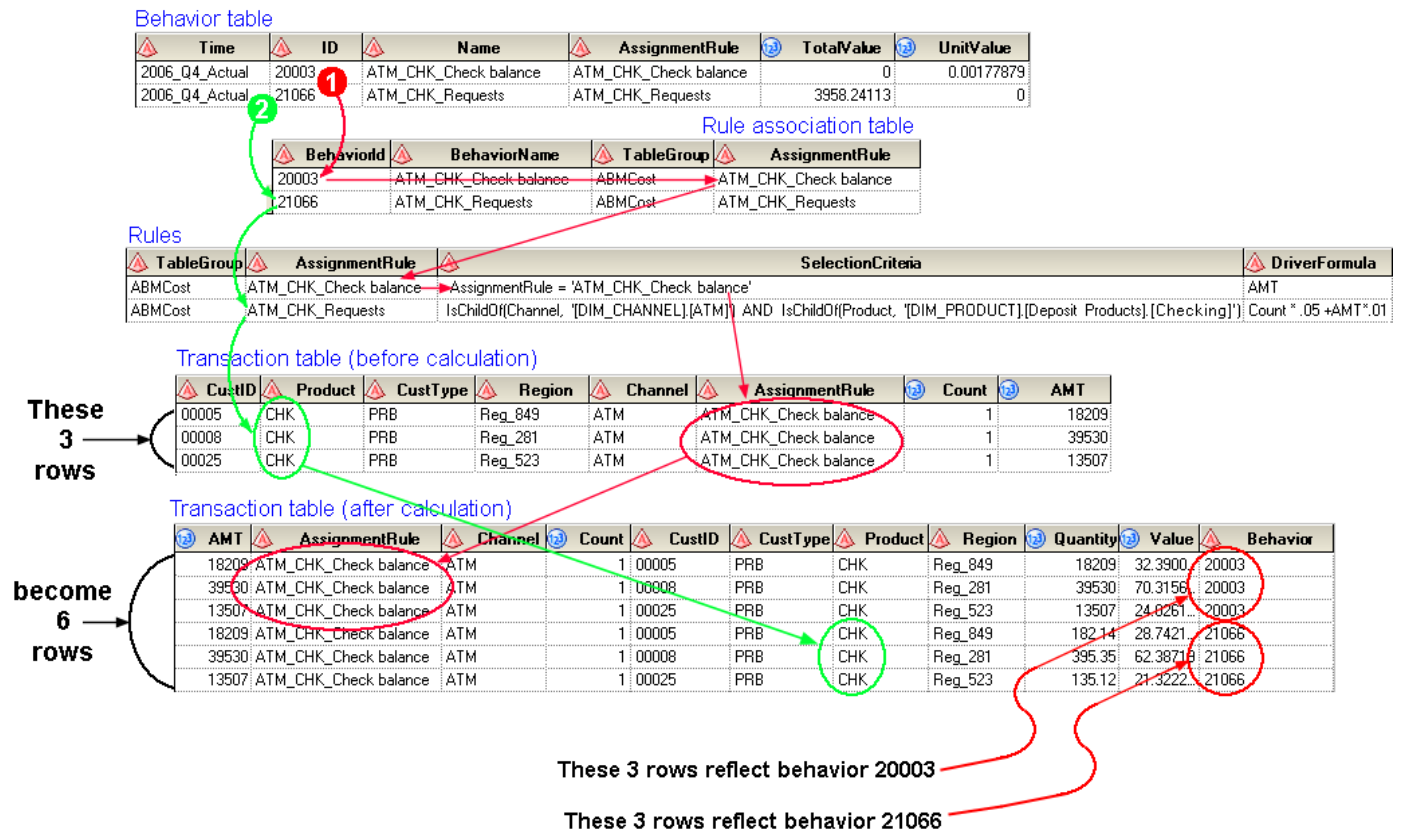 Behavior table
Time ID Name AssignmentRule TotalValue UnitValue
2006_Q4_Actual 20003 ATM_CHK_Check balance ATM_CHK_Check balance 0 0.00177879
2006_Q4_Actual 21066 ATM_CHK_Requests ATM_CHK_Requests 3958.24113 0
1
2
Rule association table
BehaviorId BehaviorName TableGroup AssignmentRule
20003 ATM_CHK_Check balance ABMCost ATM_CHK_Check balance
21066 ATM_CHK_Requests ABMCost ATM_CHK_Requests
Rules
TableGroup AssignmentRule SelectionCriteria DriverFormula
ABMCost ATM_CHK_Check balance AssignmentRule = 'ATM_CHK_Check balance' AMT
ABMCost ATM_CHK_Requests IsChildOf(Channel, '[DIM_CHANNEL].[ATM]') AND IsChildOf(Product, '[DIM_PRODUCT].[Deposit Products].[Checking]') Count * .05 +AMT*.01
Transaction table (before calculation)
CustID Product CustType Region Channel AssignmentRule Count AMT
00005 CHK PRB Reg_849 ATM ATM_CHK_Check balance 1 18209
00008 CHK PRB Reg_281 ATM ATM_CHK_Check balance 1 39530
00025 CHK PRB Reg_523 ATM ATM_CHK_Check balance 1 13507
These
3
rows
Transaction table (after calculation)
AMT AssignmentRule Channel Count CustID CustType Product Region Quantity Value Behavior
18209 ATM_CHK_Check balance ATM 1 00005 PRB CHK Reg_849 18209 32.3900... 20003
39530 ATM_CHK_Check balance ATM 1 00008 PRB CHK Reg_281 39530 70.3156... 20003
13507 ATM_CHK_Check balance ATM 1 00025 PRB CHK Reg_523 13507 24.0261... 20003
18209 ATM_CHK_Check balance ATM 1 00005 PRB CHK Reg_849 182.14 28.7421... 21066
39530 ATM_CHK_Check balance ATM 1 00008 PRB CHK Reg_281 395.35 62.38719 21066
13507 ATM_CHK_Check balance ATM 1 00025 PRB CHK Reg_523 135.12 21.3222... 21066
become
6
rows
These 3 rows reflect behavior 20003
These 3 rows reflect behavior 21066